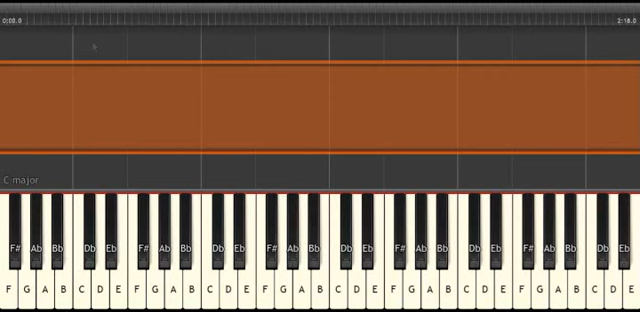 0:08.0 2:18.0
C major
F# Ab Bb Db Eb F# Ab Bb Db Eb F# Ab Bb Db Eb F# Ab Bb Db Eb F# Ab Bb Db Eb
F G A B C D E F G A B C D E F G A B C D E F G A B C D E F G A B C D E